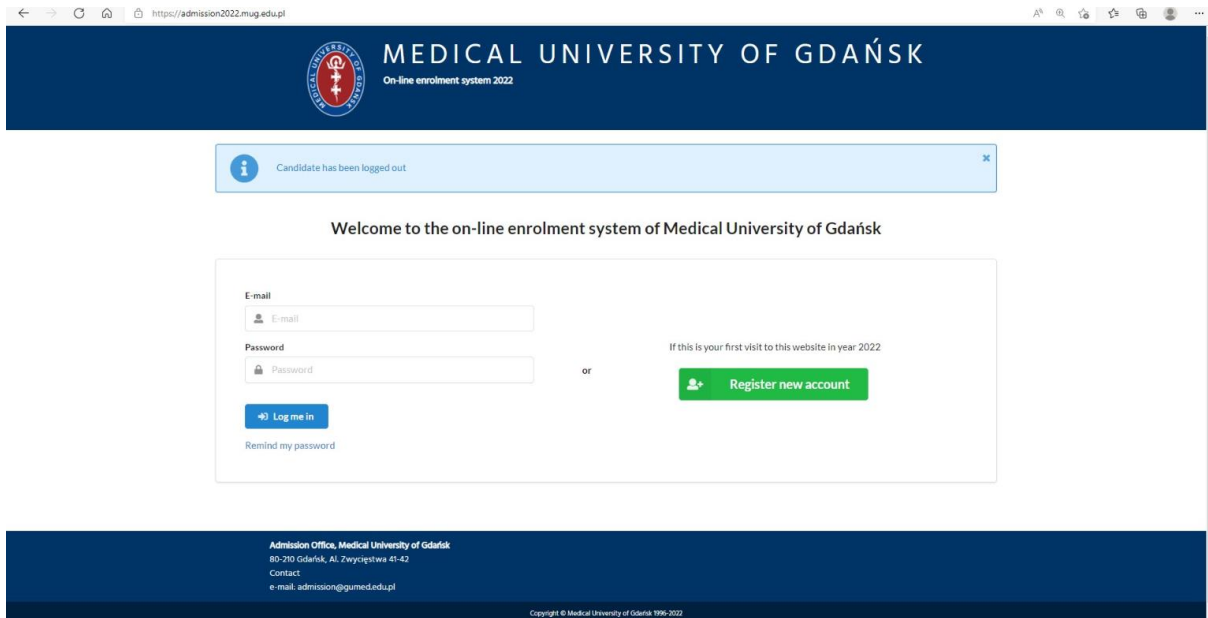 https://admission2022.mug.edu.pl
MEDICAL UNIVERSITY OF GDAŃSK
On-line enrolment system 2022
MEDICAL UNIVERSITY OF GDAŃSK
Candidate has been logged out
Welcome to the on-line enrolment system of Medical University of Gdańsk
E-mail
E-mail
Password
Password
Log me in
Remind my password
or
If this is your first visit to this website in year 2022
Register new account
Admission Office, Medical University of Gdańsk
80-210 Gdańsk, Al. Zwycięstwa 41-42
Contact
e-mail: admission@gumed.edu.pl
Copyright © Medical University of Gdańsk 1996-2022